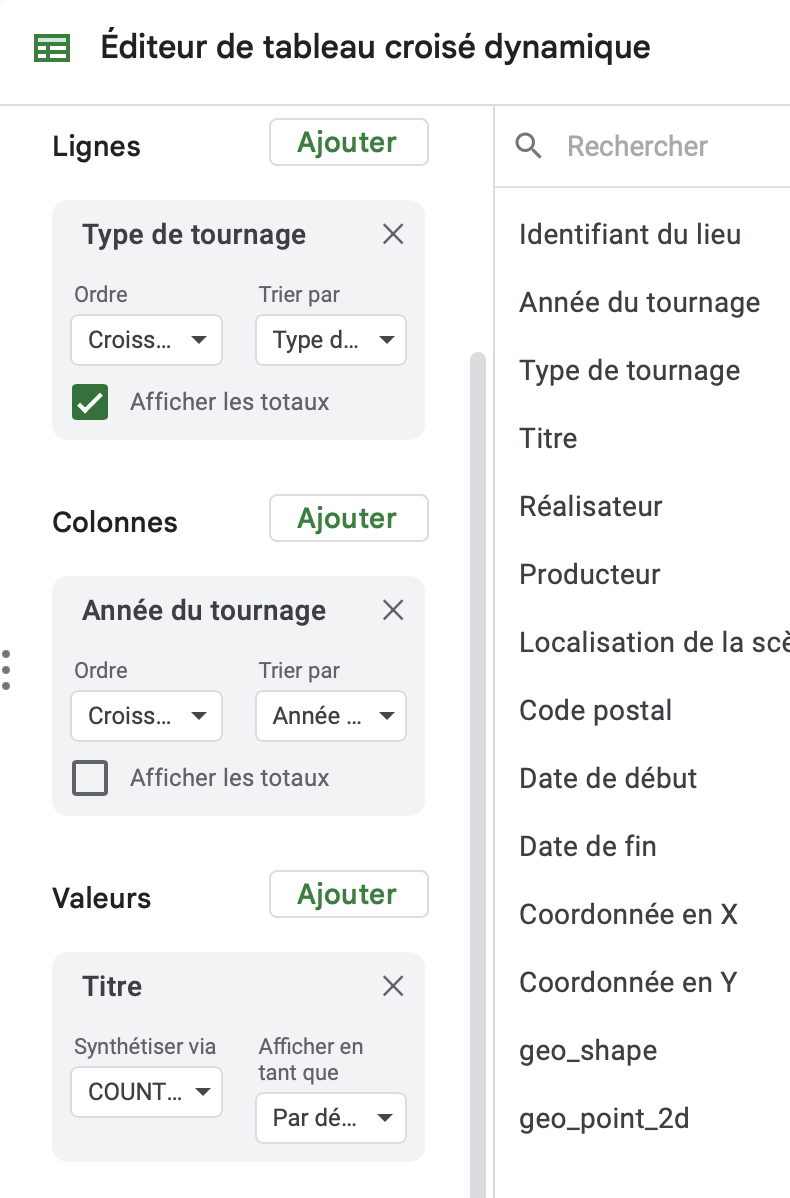 Éditeur de tableau croisé dynamique
Lignes
Ajouter
Type de tournage
Ordre
Trier par
Croiss...
Type d...
Afficher les totaux
Colonnes
Ajouter
Année du tournage
Ordre
Trier par
Croiss...
Année ...
Afficher les totaux
Valeurs
Ajouter
Titre
Synthétiser via
Afficher en
tant que
COUNT...
Par dé...
Rechercher
Identifiant du lieu
Année du tournage
Type de tournage
Titre
Réalisateur
Producteur
Localisation de la scè
Code postal
Date de début
Date de fin
Coordonnée en X
Coordonnée en Y
geo_shape
geo_point_2d